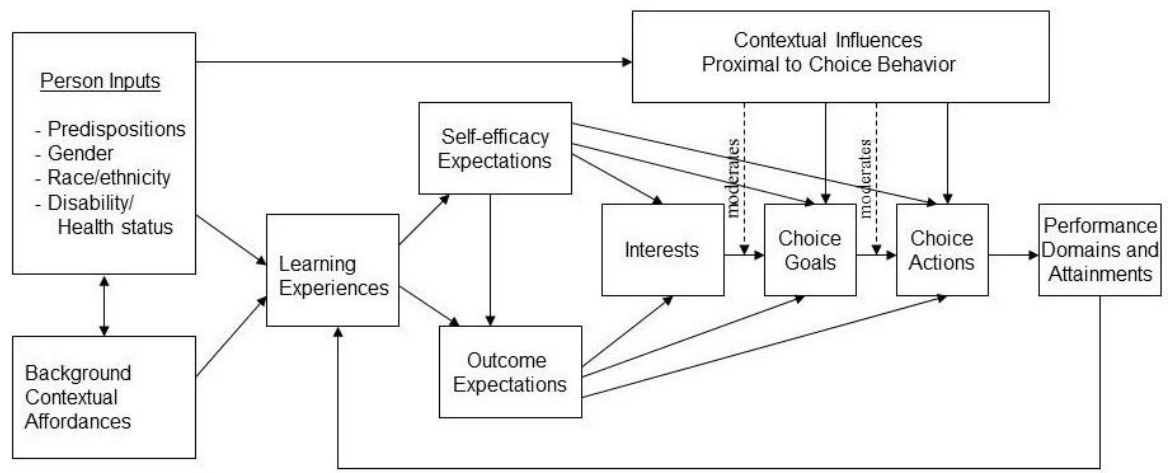 Contextual Influences
Proximal to Choice Behavior
Person Inputs
- Predispositions
- Gender
- Race/ethnicity
- Disability/
Health status
Self-efficacy
Expectations
moderates
moderates
Learning
Experiences
Interests
Choice
Goals
Choice
Actions
Performance
Domains and
Attainments
Background
Contextual
Affordances
Outcome
Expectations